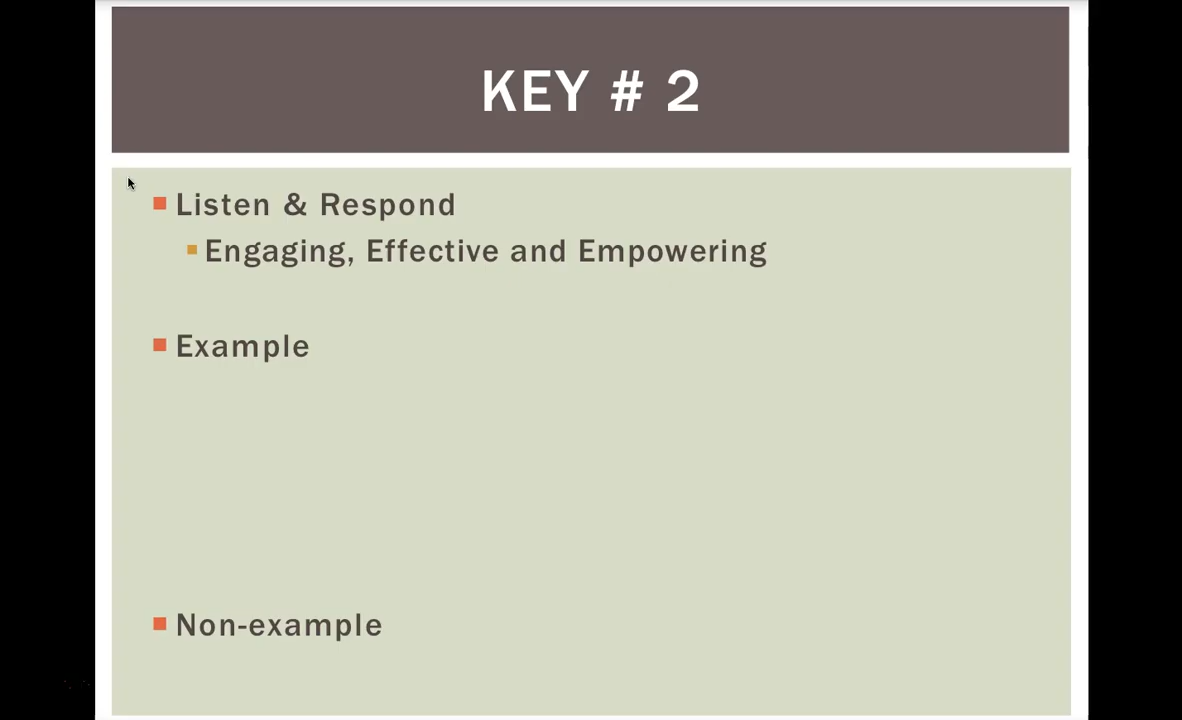 KEY # 2
Listen & Respond
Engaging, Effective and Empowering
Example
Non-example